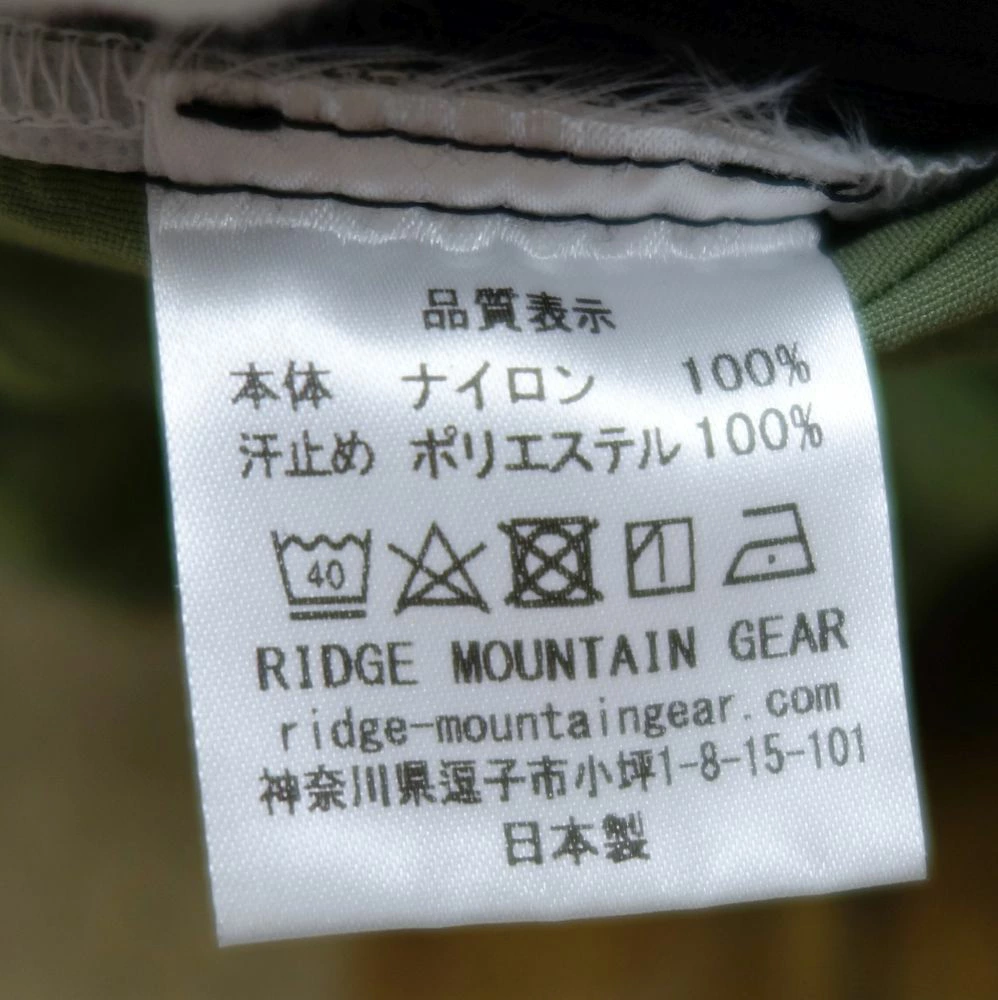 品質表示
本体 ナイロン 100%
汗止め ポリエステル 100%
40
RIDGE MOUNTAIN GEAR
ridge-mountaingear.com
神奈川県逗子市小坪1-8-15-101
日本製